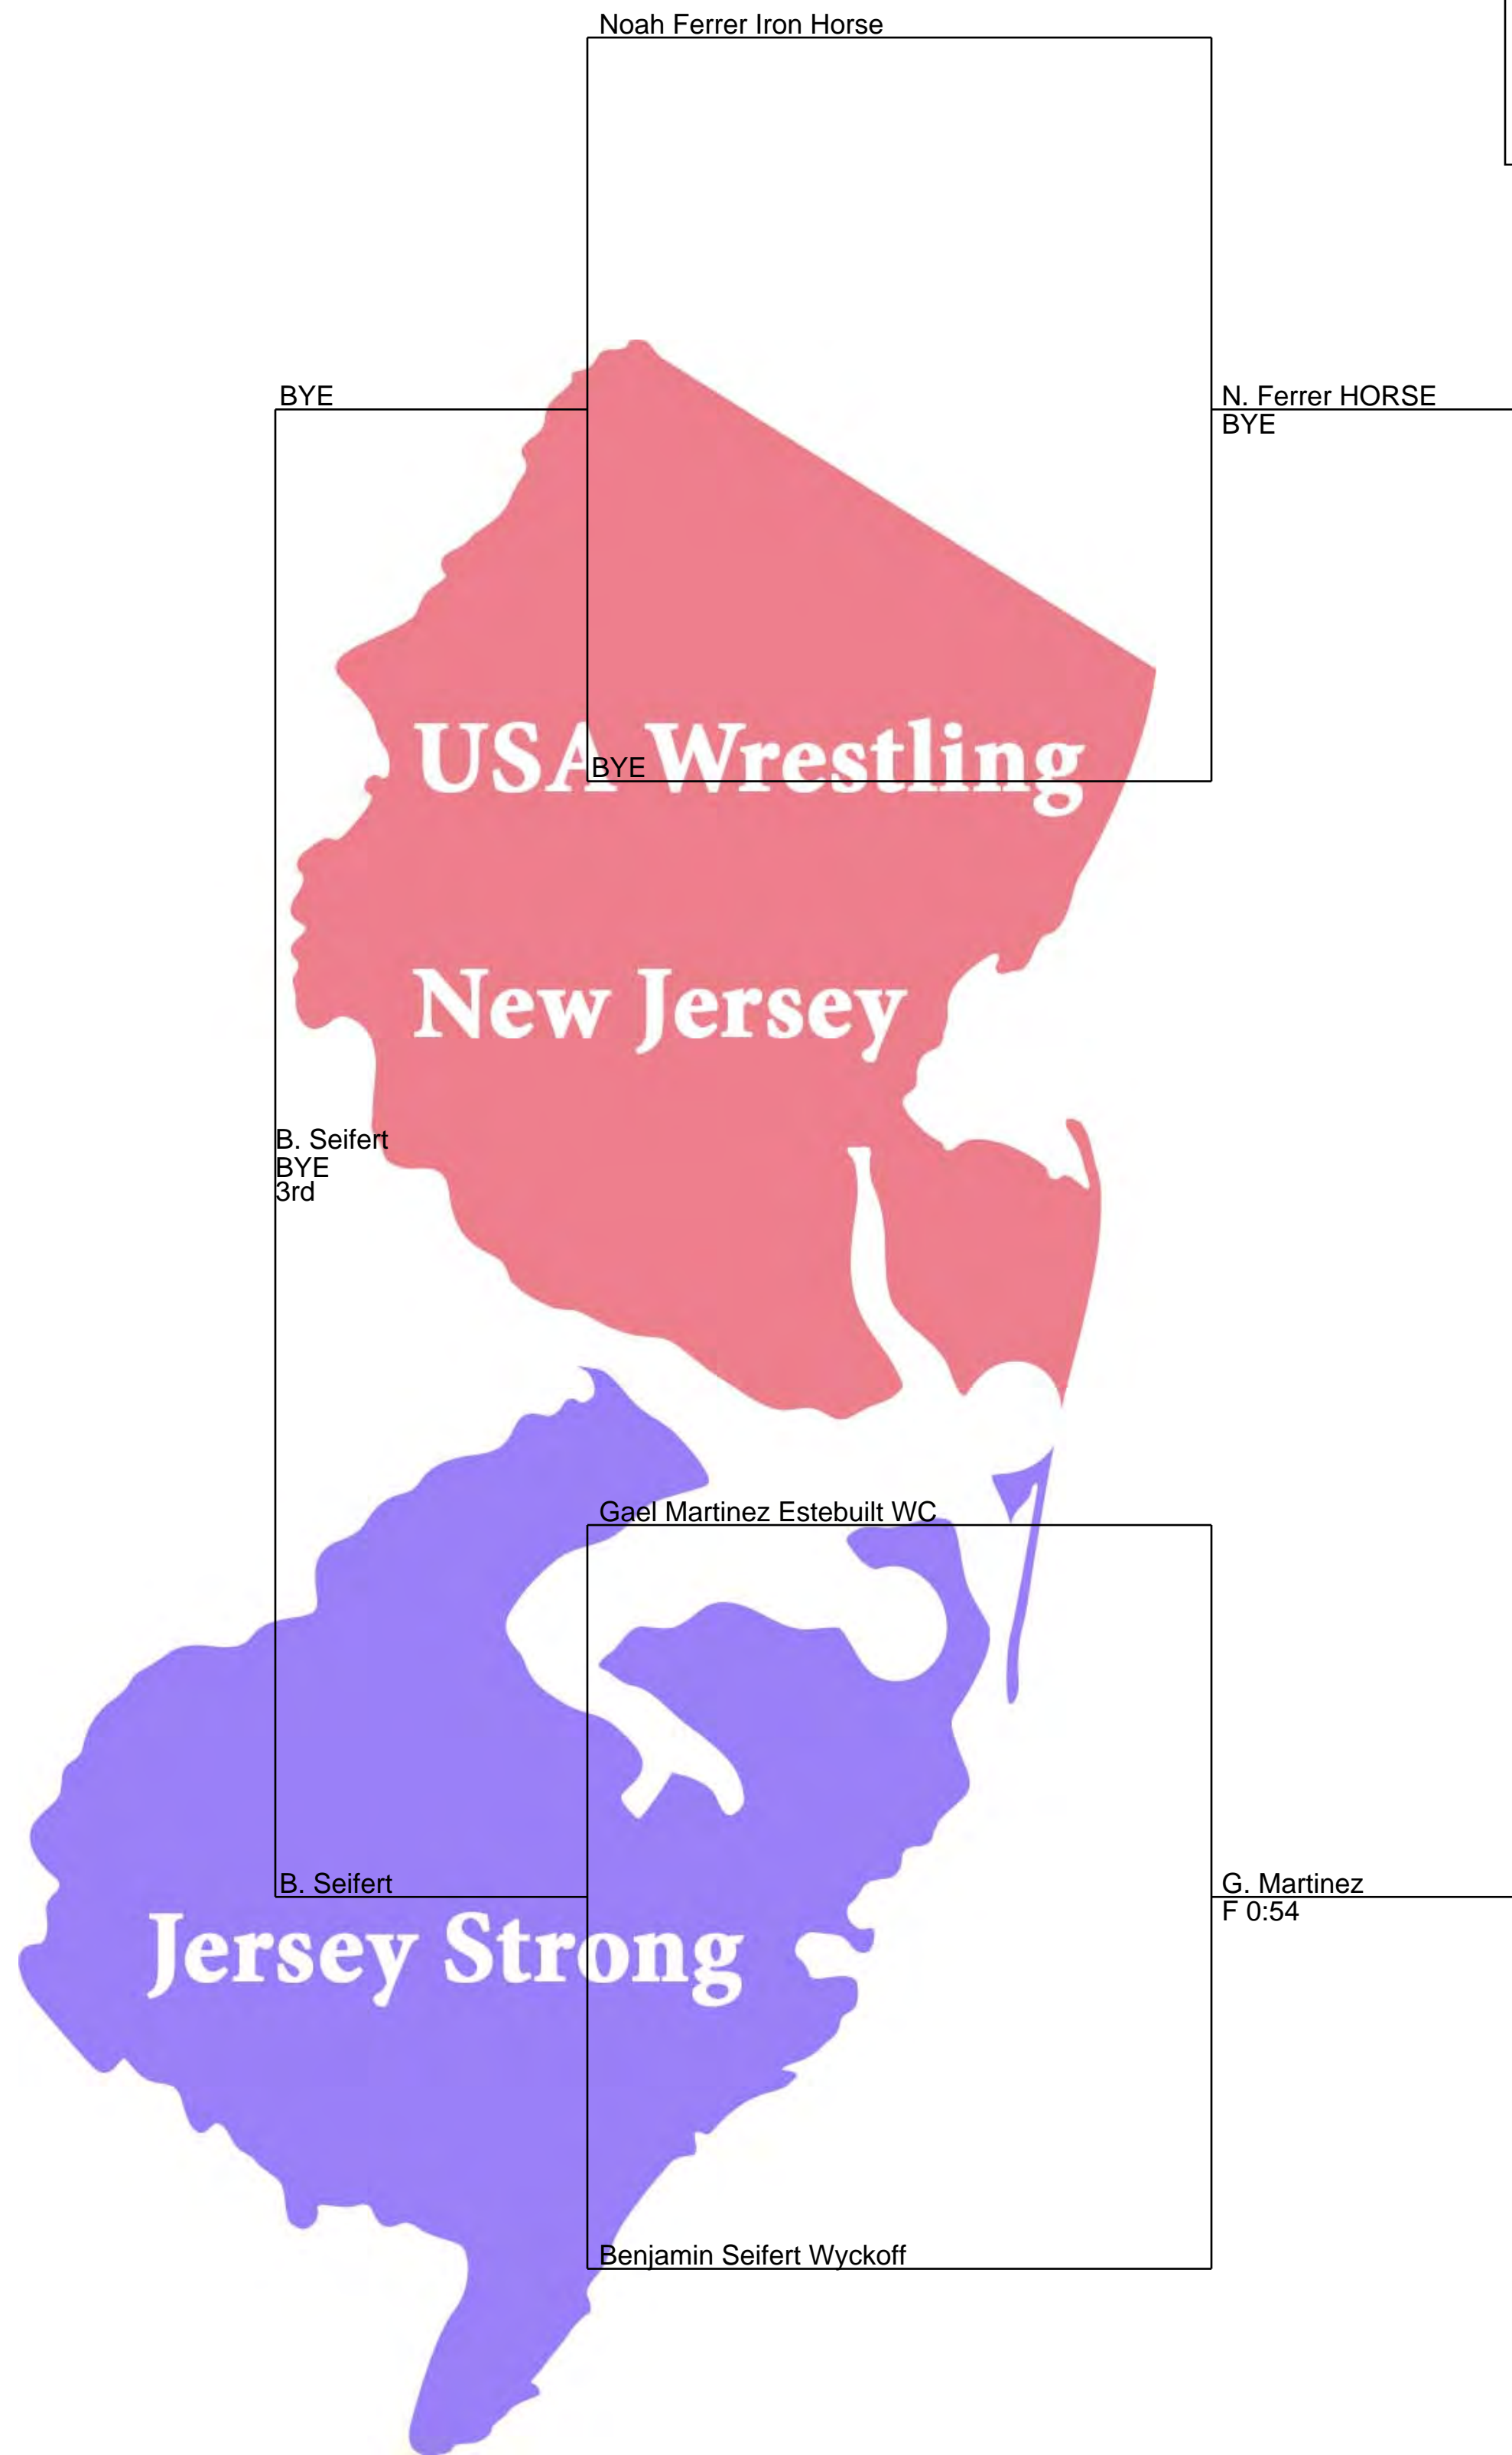 Noah Ferrer Iron Horse
BYE
N. Ferrer HORSE
BYE
USA Wrestling
BYE
New Jersey
B. Seifert
BYE
3rd
Gael Martinez Estebuilt WC
B. Seifert
G. Martinez
F 0:54
Jersey Strong
Benjamin Seifert Wyckoff